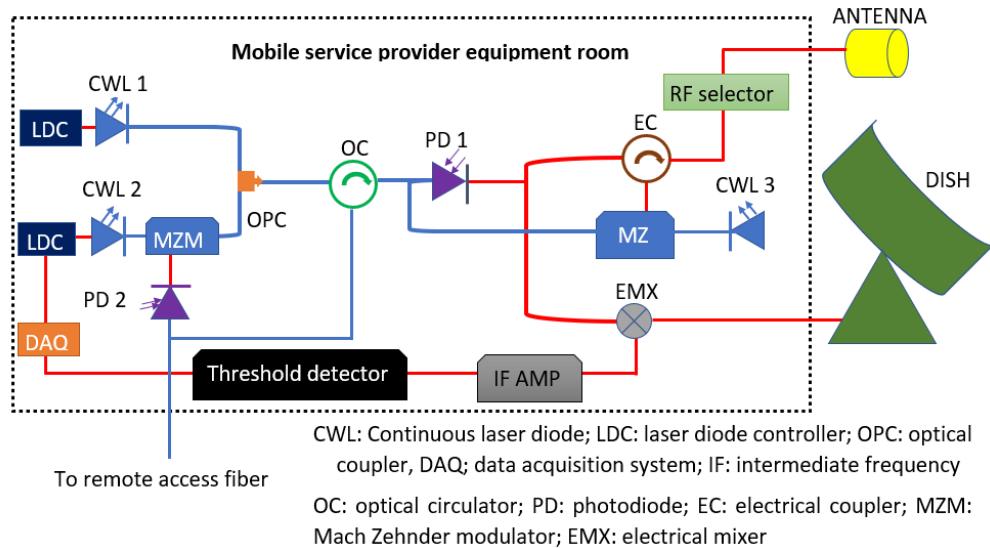 ANTENNA
Mobile service provider equipment room
CWL 1
RF selector
LDC
OC
PD 1
EC
CWL 2
DISH
OPC
CWL 3
LDC
MZM
MZ
PD 2
EMX
DAQ
Threshold detector
IF AMP
CWL: Continuous laser diode; LDC: laser diode controller; OPC: optical
coupler, DAQ; data acquisition system; IF: intermediate frequency
To remote access fiber
OC: optical circulator; PD: photodiode; EC: electrical coupler; MZM:
Mach Zehnder modulator; EMX: electrical mixer